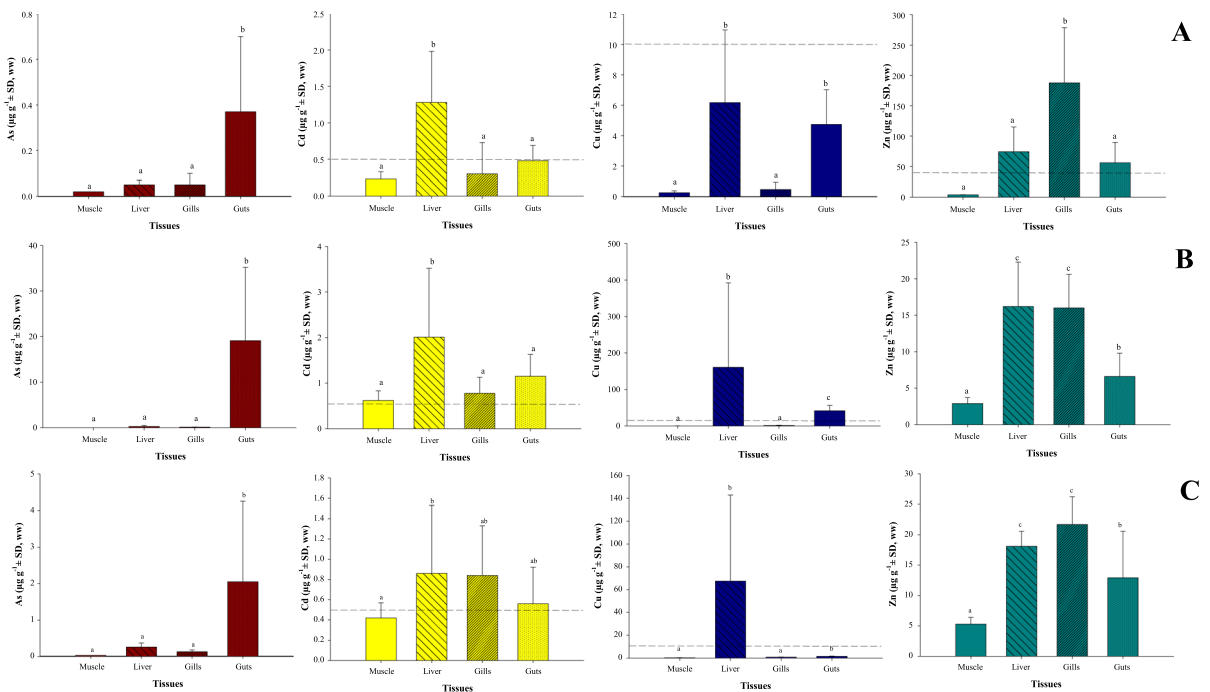 A
As (µg g-1± SD, ww)
0.8
0.6
0.4
0.2
0.0
a
a
a
b
Muscle Liver Gills Guts
Tissues
Cd (µg g-1± SD, ww)
2.5
2.0
1.5
1.0
0.5
0.0
a
b
a
a
Muscle Liver Gills Guts
Tissues
Cu (µg g-1± SD, ww)
12
10
8
6
4
2
0
a
b
a
b
Muscle Liver Gills Guts
Tissues
Zn (µg g-1± SD, ww)
300
250
200
150
100
50
0
a
a
b
a
Muscle Liver Gills Guts
Tissues
B
As (µg g-1± SD, ww)
40
30
20
10
0
a
a
a
b
Muscle Liver Gills Guts
Tissues
Cd (µg g-1± SD, ww)
4
3
2
1
0
a
b
a
a
Muscle Liver Gills Guts
Tissues
Cu (µg g-1± SD, ww)
500
400
300
200
100
0
a
b
a
c
Muscle Liver Gills Guts
Tissues
Zn (µg g-1± SD, ww)
25
20
15
10
5
0
a
c
c
b
Muscle Liver Gills Guts
Tissues
C
As (µg g-1± SD, ww)
5
4
3
2
1
0
a
a
a
b
Muscle Liver Gills Guts
Tissues
Cd (µg g-1± SD, ww)
1.8
1.6
1.4
1.2
1.0
0.8
0.6
0.4
0.2
0.0
a
b
ab
ab
Muscle Liver Gills Guts
Tissues
Cu (µg g-1± SD, ww)
160
140
120
100
80
60
40
20
0
a
b
a
b
Muscle Liver Gills Guts
Tissues
Zn (µg g-1± SD, ww)
30
25
20
15
10
5
0
a
c
c
b
Muscle Liver Gills Guts
Tissues